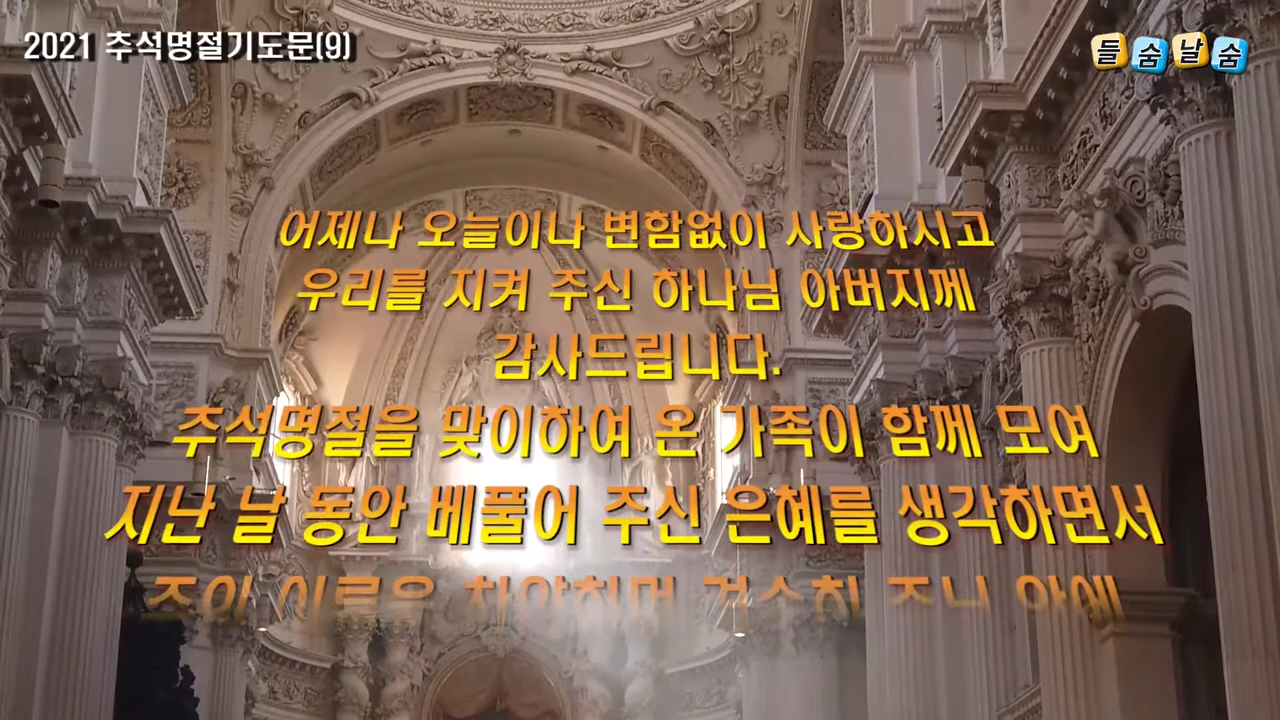 2021 추석명절기도문(9)
들숨날숨
어제나 오늘이나 변함없이 사랑하시고
우리를 지켜 주신 하나님 아버지께
감사드립니다.
추석명절을 맞이하여 온 가족이 함께 모여
지난 날 동안 베풀어 주신 은혜를 생각하면서